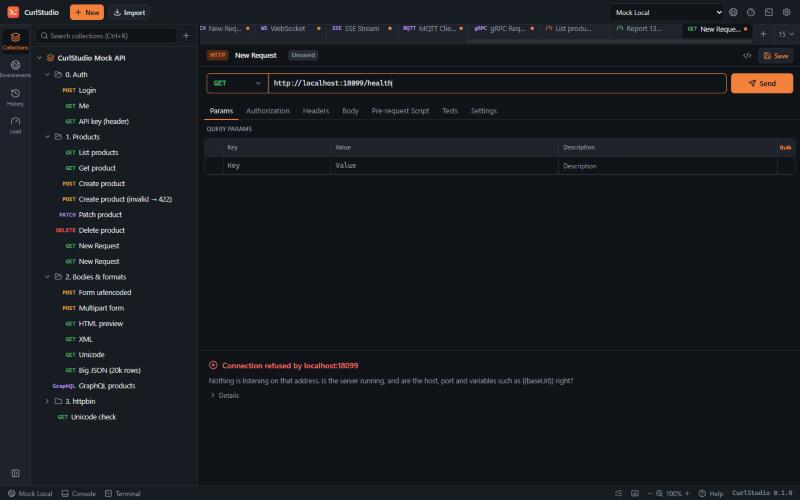 CurlStudio
New
Import
Mock Local
Collections
Environments
History
Load
Search collections (Ctrl+K)
CurlStudio Mock API
0. Auth
POST Login
GET Me
API key (header)
1. Products
GET List products
GET Get product
POST Create product
POST Create product (invalid → 422)
PATCH Patch product
DELETE Delete product
GET New Request
GET New Request
2. Bodies & formats
POST Form urlencoded
POST Multipart form
GET HTML preview
GET XML
GET Unicode
GET Big JSON (20k rows)
GraphQL GraphQL products
3. httpbin
GET Unicode check
New Req...
WS WebSocket
SSE SSE Stream
MQTT MQTT Clie...
gRPC gRPC Req...
List produ...
Report 13...
GET New Reque...
15
HTTP New Request Unsaved
Save
GET http://localhost:18099/health
Send
Params Authorization Headers Body Pre-request Script Tests Settings
QUERY PARAMS
Key Value Description Bulk
Key Value Description
Connection refused by localhost:18099
Nothing is listening on that address. Is the server running, and are the host, port and variables such as {{baseUrl}} right?
Details
Mock Local Console Terminal
100% Help CurlStudio 0.1.0